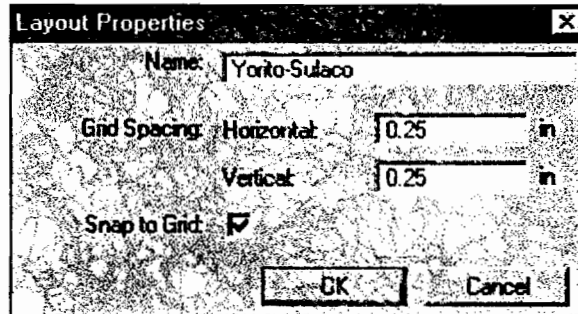 Layout Properties
Name: Yorito-Sulaco
Grid Spacing: Horizontal: 0.25 in
Vertical: 0.25 in
Snap to Grid:
OK Cancel